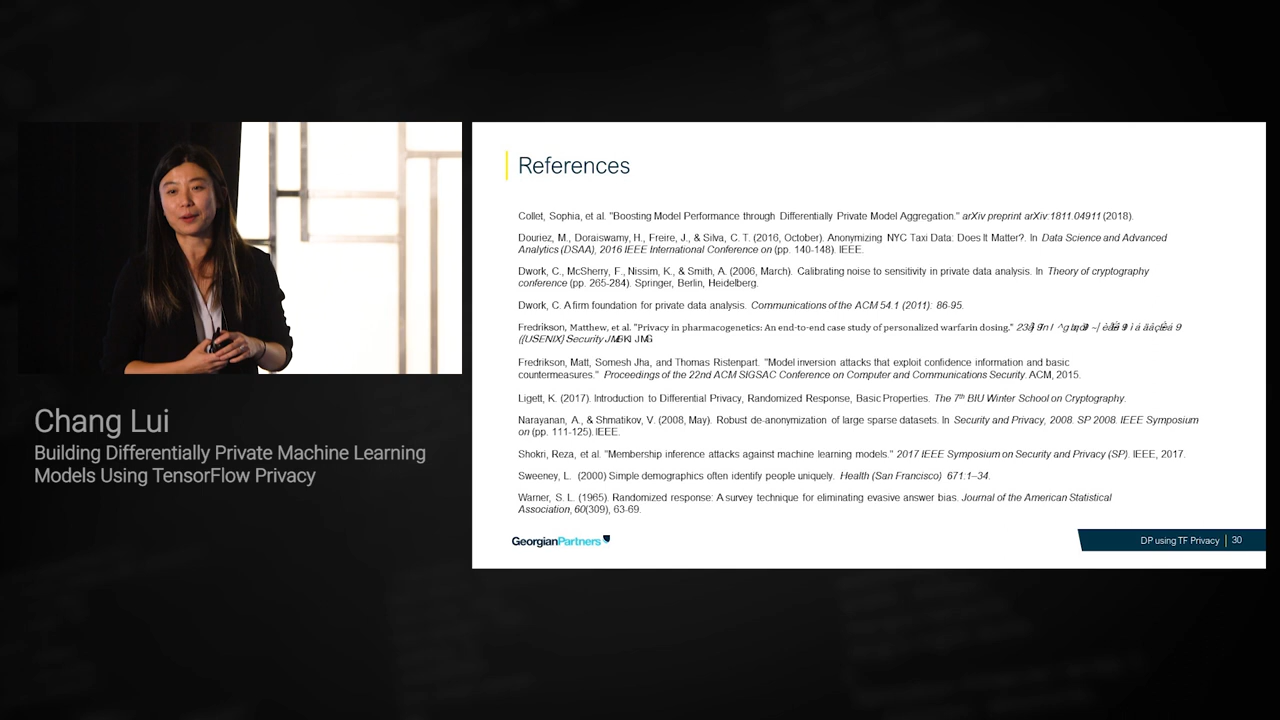 References
Collet, Sophia, et al. "Boosting Model Performance through Differentially Private Model Aggregation." arXiv preprint arXiv:1811.04911 (2018).
Douriez, M., Doraiswamy, H., Freire, J., & Silva, C. T. (2016, October). Anonymizing NYC Taxi Data: Does It Matter?. In Data Science and Advanced
Analytics (DSAA), 2016 IEEE International Conference on (pp. 140-148). IEEE.
Dwork, C., McSherry, F., Nissim, K., & Smith, A. (2006, March). Calibrating noise to sensitivity in private data analysis. In Theory of cryptography
conference (pp. 265-284). Springer, Berlin, Heidelberg.
Dwork, C. A firm foundation for private data analysis. Communications of the ACM 54.1 (2011): 86-95.
Fredrikson, Matthew, et al. "Privacy in pharmacogenetics: An end-to-end case study of personalized warfarin dosing."
([USENIX] Security
Fredrikson, Matt, Somesh Jha, and Thomas Ristenpart. "Model inversion attacks that exploit confidence information and basic
countermeasures." Proceedings of the 22nd ACM SIGSAC Conference on Computer and Communications Security. ACM, 2015.
Ligett, K. (2017). Introduction to Differential Privacy, Randomized Response, Basic Properties. The 7th BIU Winter School on Cryptography.
Narayanan, A., & Shmatikov, V. (2008, May). Robust de-anonymization of large sparse datasets. In Security and Privacy, 2008. SP 2008. IEEE Symposium
on (pp. 111-125). IEEE.
Shokri, Reza, et al. "Membership inference attacks against machine learning models." 2017 IEEE Symposium on Security and Privacy (SP). IEEE, 2017.
Sweeney, L. (2000) Simple demographics often identify people uniquely. Health (San Francisco) 671:1–34.
Warner, S. L. (1965). Randomized response: A survey technique for eliminating evasive answer bias. Journal of the American Statistical
Association, 60(309), 63-69.
GeorgianPartners
DP using TF Privacy | 30
Chang Lui
Building Differentially Private Machine Learning
Models Using TensorFlow Privacy